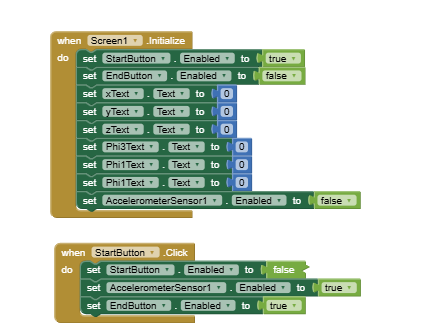 when Screen1 .Initialize
do set StartButton . Enabled to true
set EndButton . Enabled to false
set xText . Text to 0
set yText . Text to 0
set zText . Text to 0
set Phi3Text . Text to 0
set Phi1Text . Text to 0
set Phi1Text . Text to 0
set AccelerometerSensor1 . Enabled to false
when StartButton .Click
do set StartButton . Enabled to false
set AccelerometerSensor1 . Enabled to true
set EndButton . Enabled to true